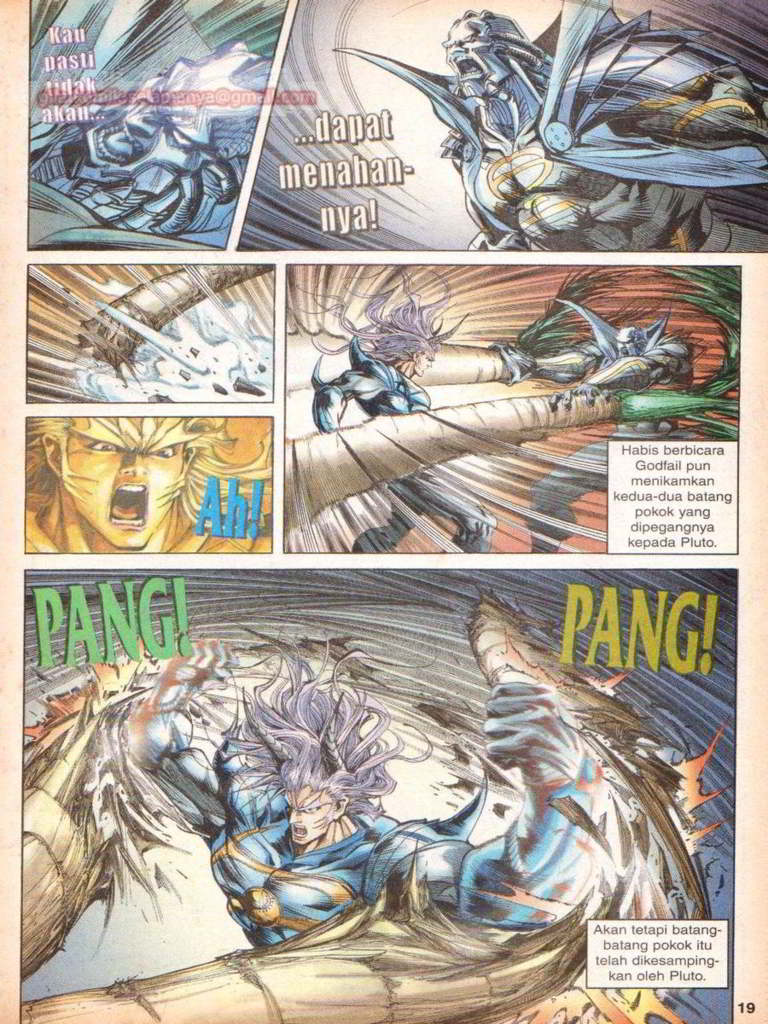 Kau
pasti
tidak
akan...
...dapat
menahan-
nya!
Ah!
Habis berbicara
Godfail pun
menikamkan
kedua-dua batang
pokok yang
dipegangnya
kepada Pluto.
PANG!
PANG!
Akan tetapi batang-
batang pokok itu
telah dikesamping-
kan oleh Pluto.
19